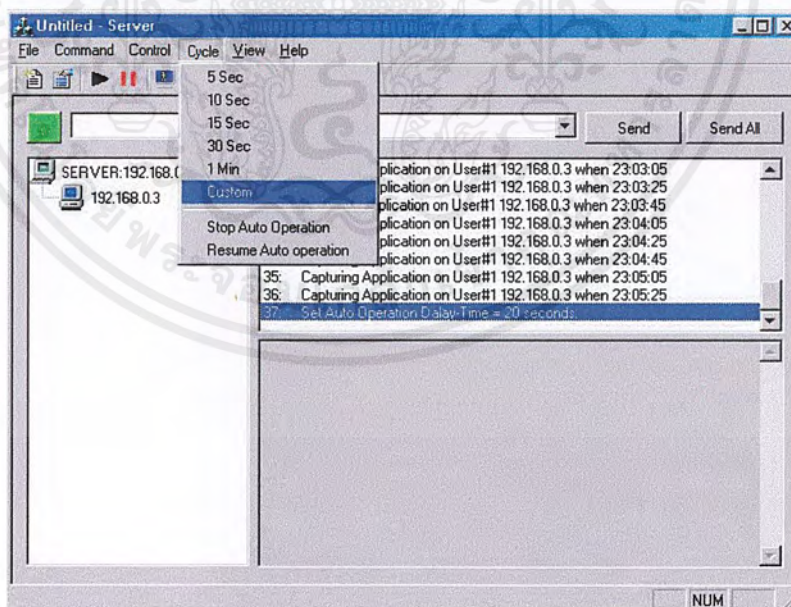 Untitled - Server
File Command Control Cycle View Help
5 Sec
10 Sec
15 Sec
30 Sec
1 Min
Custom
Stop Auto Operation
Resume Auto operation
Send Send All
SERVER:192.168.0
192.168.0.3
plication on User#1 192.168.0.3 when 23:03:05
plication on User#1 192.168.0.3 when 23:03:25
plication on User#1 192.168.0.3 when 23:03:45
plication on User#1 192.168.0.3 when 23:04:05
plication on User#1 192.168.0.3 when 23:04:25
plication on User#1 192.168.0.3 when 23:04:45
35: Capturing Application on User#1 192.168.0.3 when 23:05:05
36: Capturing Application on User#1 192.168.0.3 when 23:05:25
37: Set Auto Operation Dalay-Time = 20 seconds.
NUM